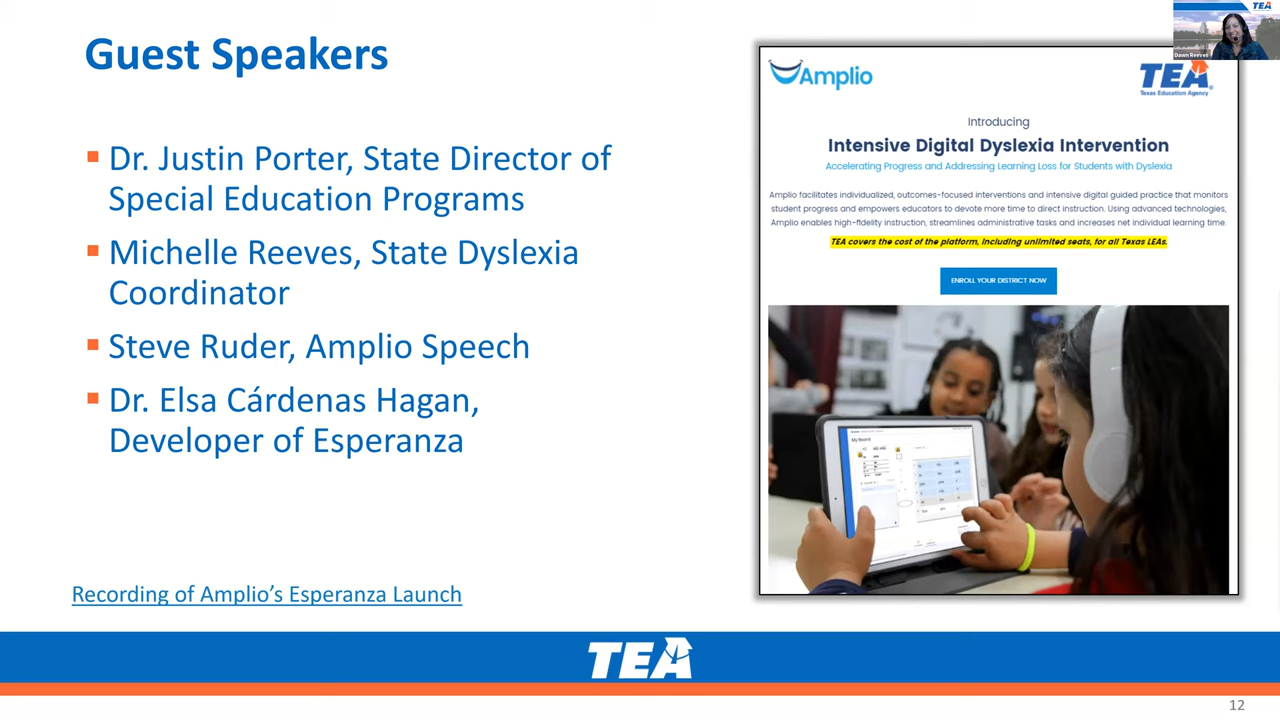 Guest Speakers
Dr. Justin Porter, State Director of
Special Education Programs
Michelle Reeves, State Dyslexia
Coordinator
Steve Ruder, Amplio Speech
Dr. Elsa Cárdenas Hagan,
Developer of Esperanza
Recording of Amplio’s Esperanza Launch
TEA
Dawn Reeves
Amplio
TEA
Texas Education Agency
Introducing
Intensive Digital Dyslexia Intervention
Accelerating Progress and Addressing Learning Loss for Students with Dyslexia
Amplio facilitates individualized, outcomes-focused interventions and intensive digital guided practice that monitors
student progress and empowers educators to devote more time to direct instruction. Using advanced technologies,
Amplio enables high-fidelity instruction, streamlines administrative tasks and increases net individual learning time.
TEA covers the cost of the platform, including unlimited seats, for all Texas LEAs.
ENROLL YOUR DISTRICT NOW
My Board
TEA
12